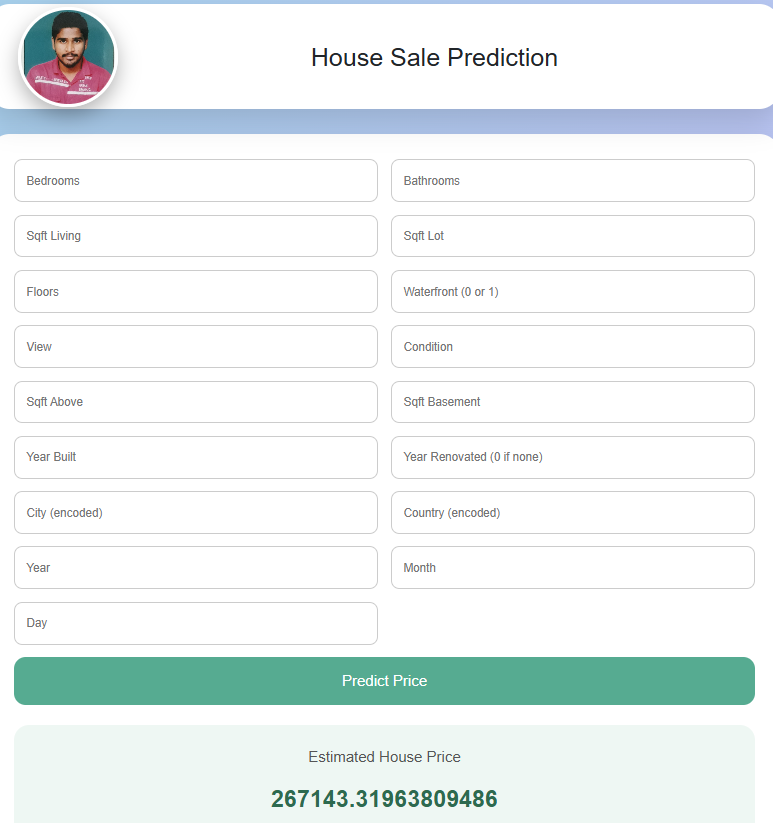 House Sale Prediction
Bedrooms
Bathrooms
Sqft Living
Sqft Lot
Floors
Waterfront (0 or 1)
View
Condition
Sqft Above
Sqft Basement
Year Built
Year Renovated (0 if none)
City (encoded)
Country (encoded)
Year
Month
Day
Predict Price
Estimated House Price
267143.31963809486